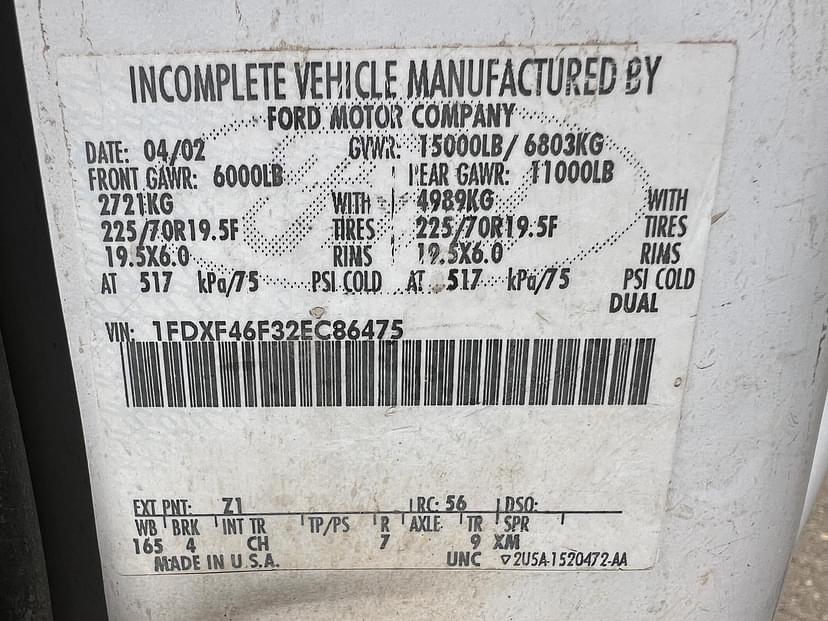 INCOMPLETE VEHICLE MANUFACTURED BY
FORD MOTOR COMPANY
DATE: 04/02 GVWR: 15000LB/ 6803KG
FRONT GAWR: 6000LB REAR GAWR: 11000LB
2721KG WITH 4989KG WITH
225/70R19.5F TIRES 225/70R19.5F TIRES
19.5X6.0 RIMS 19.5X6.0 RIMS
AT 517 kPa/75 PSI COLD AT 517 kPa/75 PSI COLD
DUAL
VIN: 1FDXF46F32EC86475
EXT PNT: Z1 RC: 56 DSO:
WB BRK INT TR TP/PS R AXLE TR SPR
165 4 CH 7 9 XM
MADE IN U.S.A. UNC ▽2U5A-1520472-AA